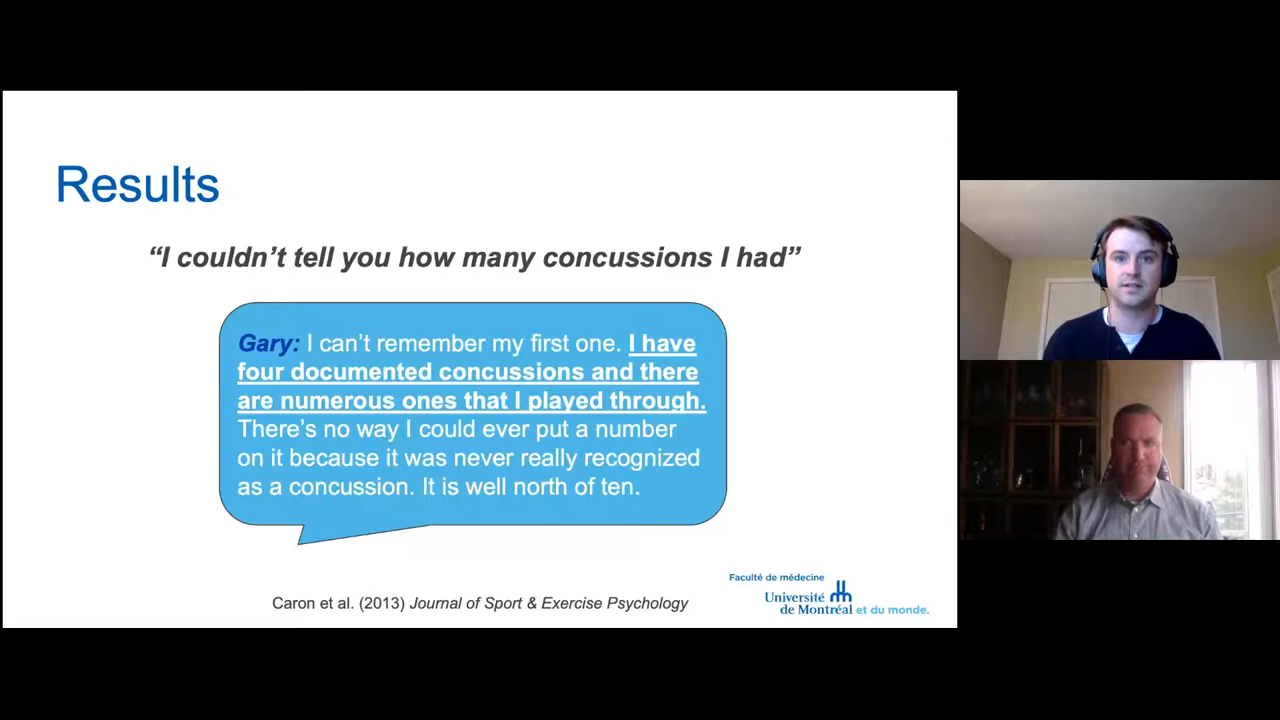 Results
“I couldn’t tell you how many concussions I had”
Gary: I can’t remember my first one. I have
four documented concussions and there
are numerous ones that I played through.
There’s no way I could ever put a number
on it because it was never really recognized
as a concussion. It is well north of ten.
Caron et al. (2013) Journal of Sport & Exercise Psychology
Faculté de médecine
Université
de Montréal et du monde.